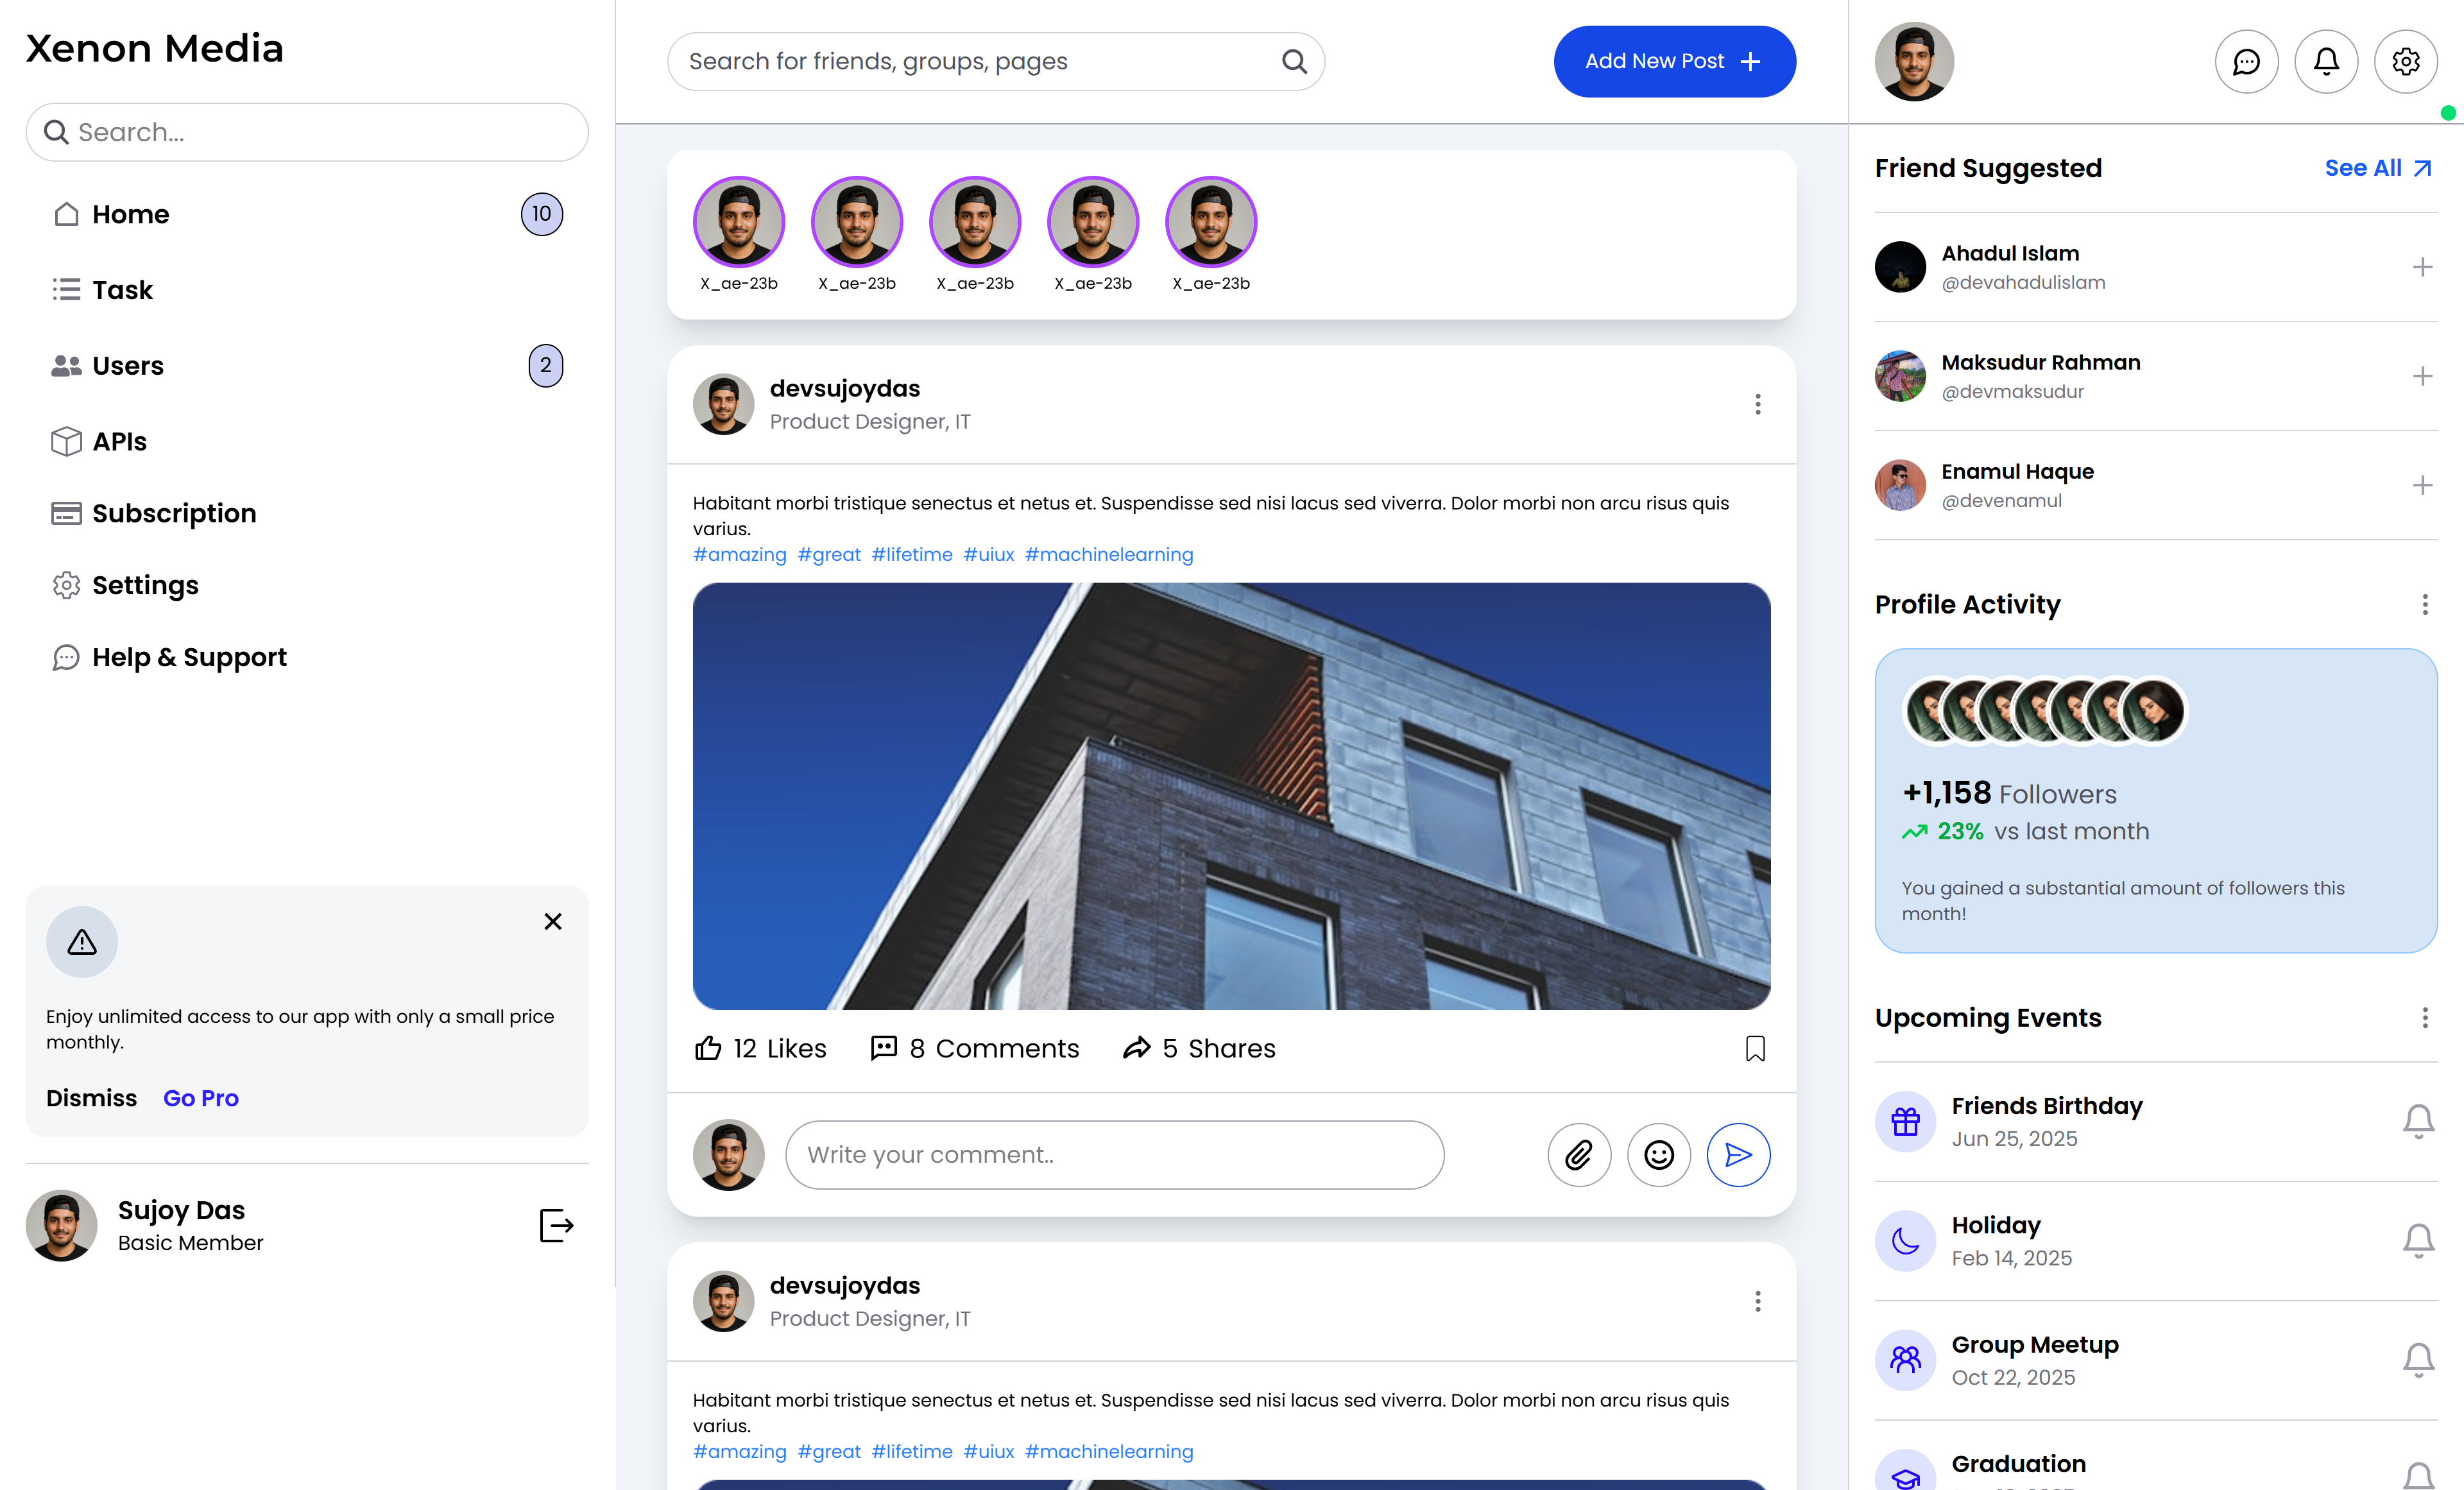 Xenon Media
Search...
Home
10
Task
Users
2
APIs
Subscription
Settings
Help & Support
Enjoy unlimited access to our app with only a small price
monthly.
Dismiss Go Pro
Sujoy Das
Basic Member
Search for friends, groups, pages
Add New Post
X_ae-23b X_ae-23b X_ae-23b X_ae-23b X_ae-23b
devsujoydas
Product Designer, IT
Habitant morbi tristique senectus et netus et. Suspendisse sed nisi lacus sed viverra. Dolor morbi non arcu risus quis
varius.
#amazing #great #lifetime #uiux #machinelearning
12 Likes 8 Comments 5 Shares
Write your comment..
devsujoydas
Product Designer, IT
Habitant morbi tristique senectus et netus et. Suspendisse sed nisi lacus sed viverra. Dolor morbi non arcu risus quis
varius.
#amazing #great #lifetime #uiux #machinelearning
Friend Suggested
See All
Ahadul Islam
@devahadulislam
Maksudur Rahman
@devmaksudur
Enamul Haque
@devenamul
Profile Activity
+1,158 Followers
23% vs last month
You gained a substantial amount of followers this
month!
Upcoming Events
Friends Birthday
Jun 25, 2025
Holiday
Feb 14, 2025
Group Meetup
Oct 22, 2025
Graduation